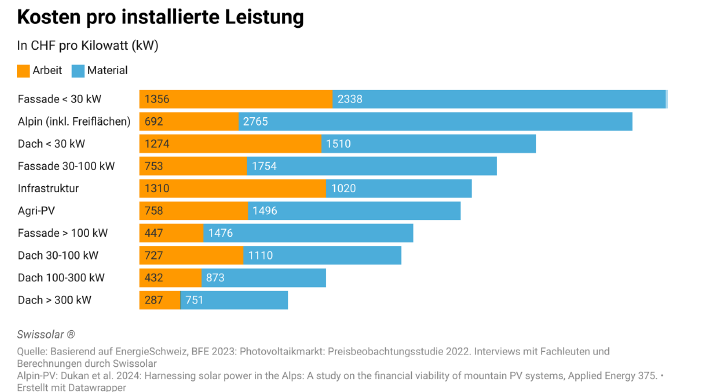 Kosten pro installierte Leistung
In CHF pro Kilowatt (kW)
Arbeit Material
Fassade < 30 kW 1356 2338
Alpin (inkl. Freiflächen) 692 2765
Dach < 30 kW 1274 1510
Fassade 30-100 kW 753 1754
Infrastruktur 1310 1020
Agri-PV 758 1496
Fassade > 100 kW 447 1476
Dach 30-100 kW 727 1110
Dach 100-300 kW 432 873
Dach > 300 kW 287 751
Swissolar ®
Quelle: Basierend auf EnergieSchweiz, BFE 2023: Photovoltaikmarkt: Preisbeobachtungsstudie 2022. Interviews mit Fachleuten und
Berechnungen durch Swissolar
Alpin-PV: Dukan et al. 2024: Harnessing solar power in the Alps: A study on the financial viability of mountain PV systems, Applied Energy 375. •
Erstellt mit Datawrapper